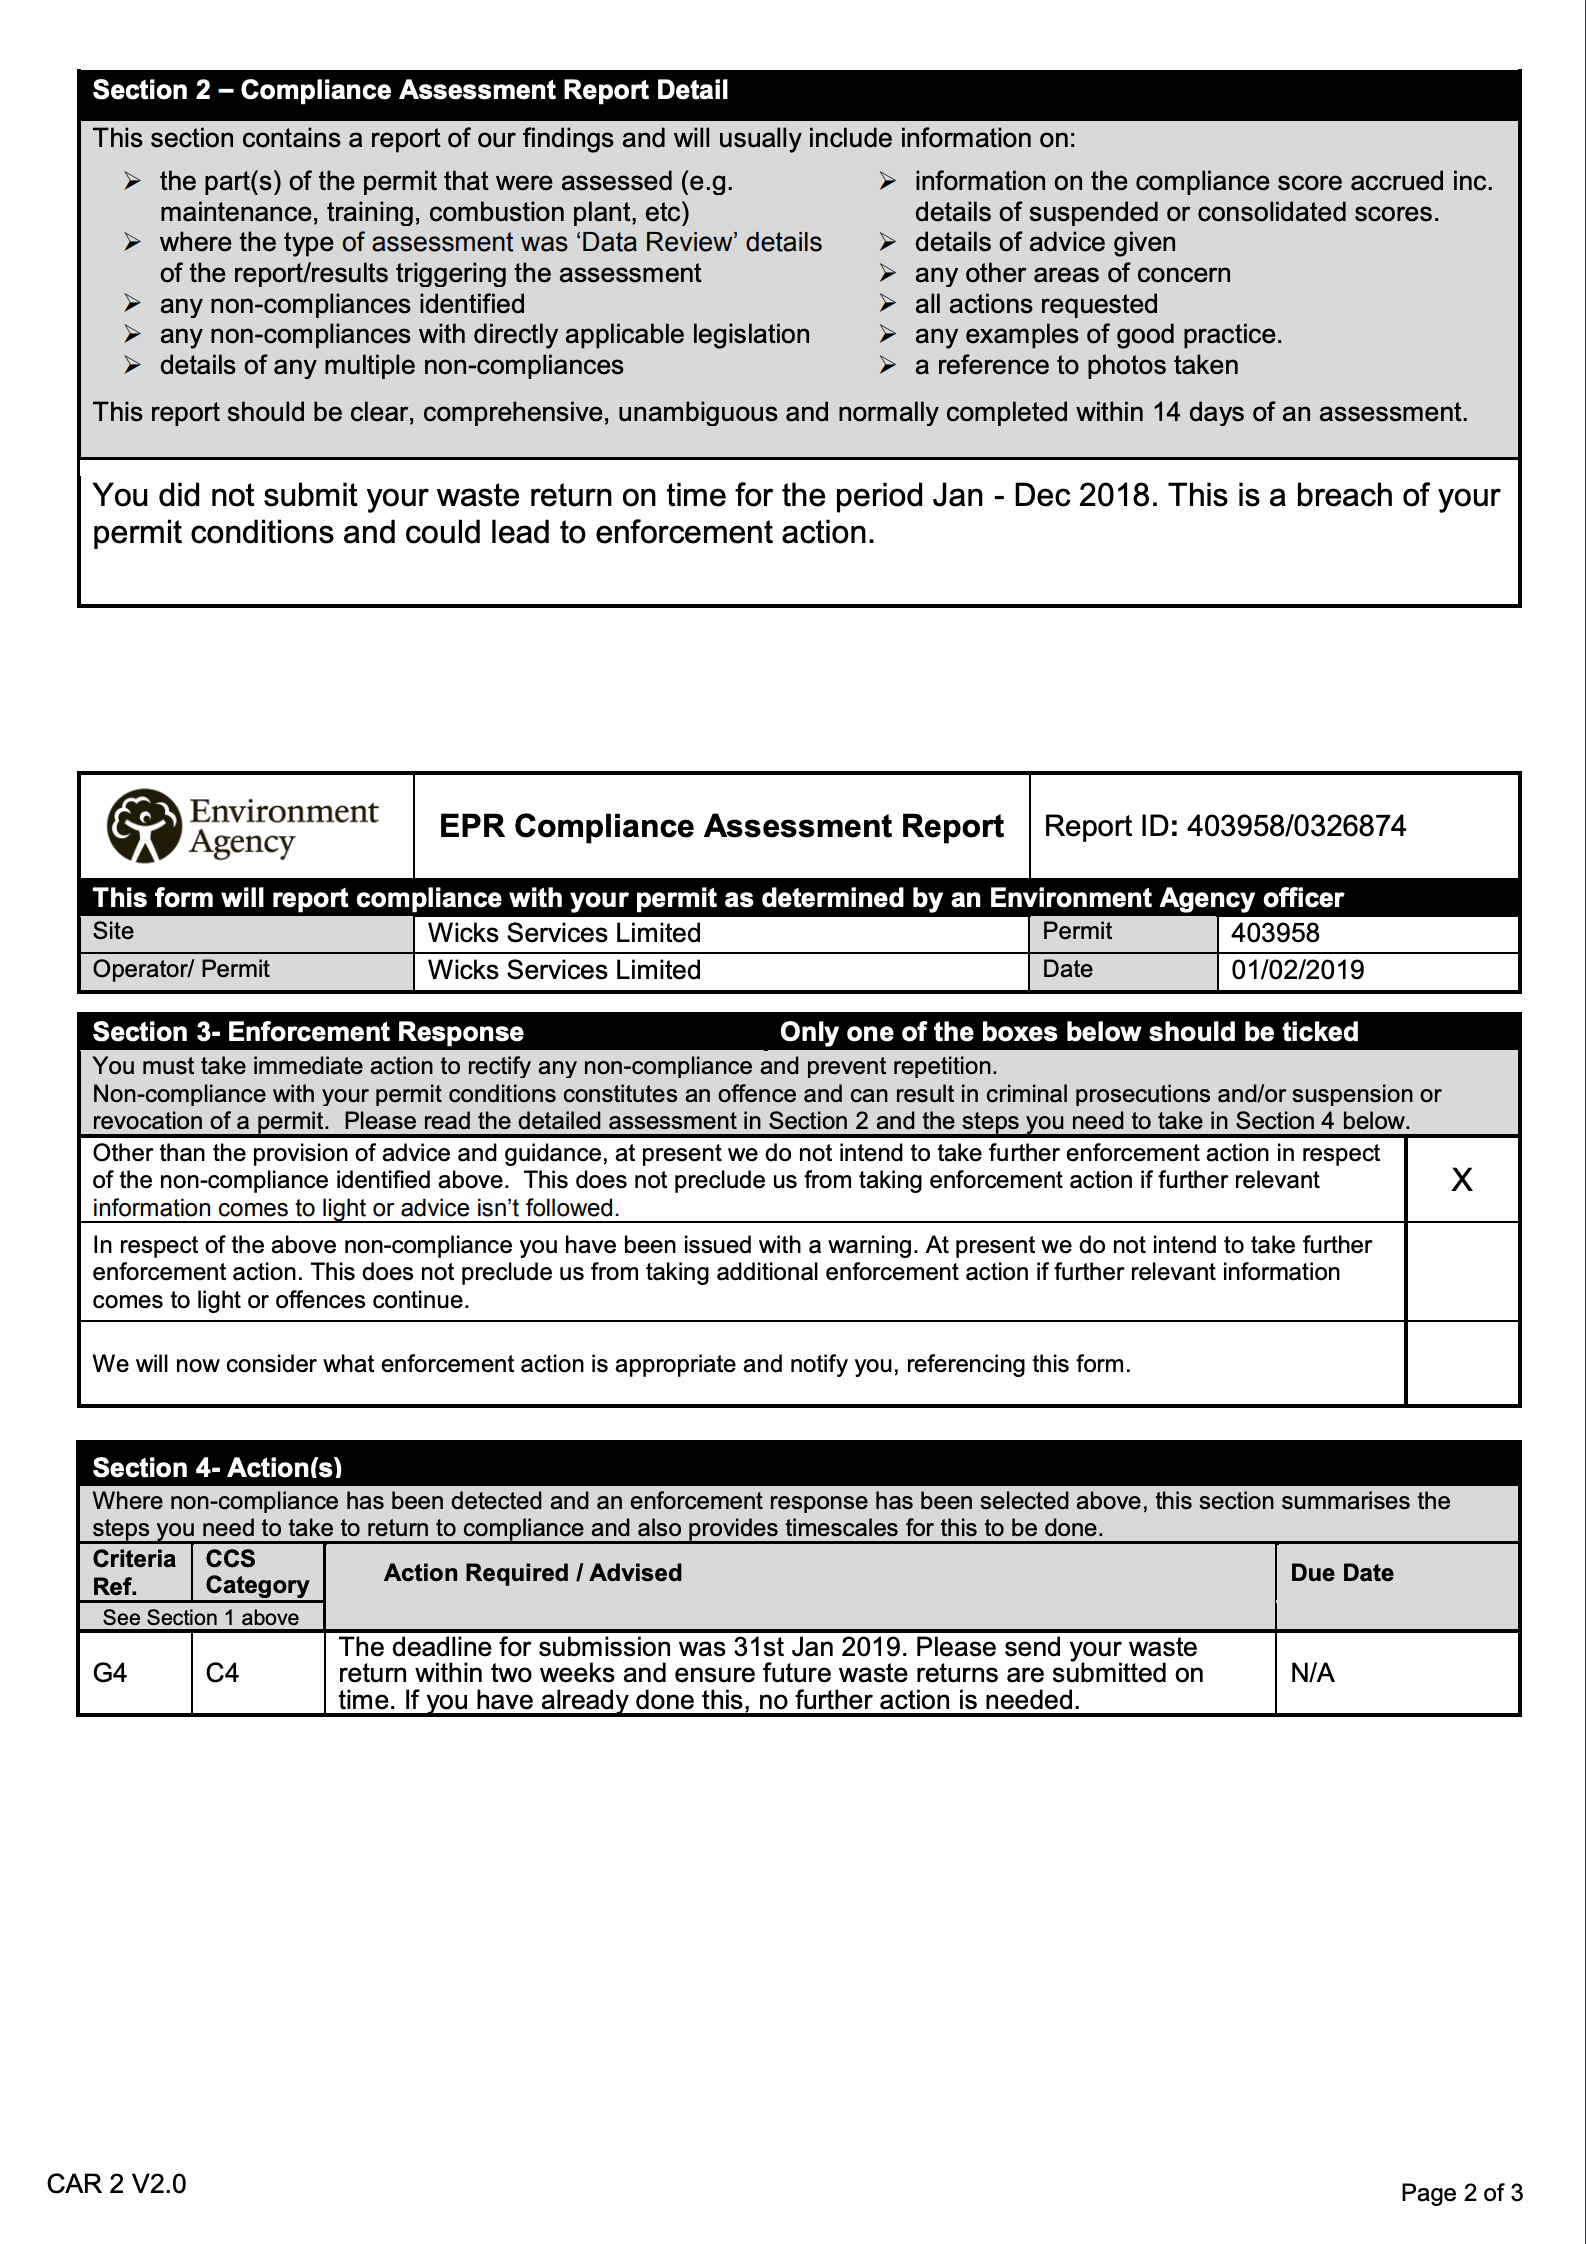 Section 2 – Compliance Assessment Report Detail
This section contains a report of our findings and will usually include information on:
➢ the part(s) of the permit that were assessed (e.g.
maintenance, training, combustion plant, etc)
➢ where the type of assessment was ‘Data Review’ details
of the report/results triggering the assessment
➢ any non-compliances identified
➢ any non-compliances with directly applicable legislation
➢ details of any multiple non-compliances
➢ information on the compliance score accrued inc.
details of suspended or consolidated scores.
➢ details of advice given
➢ any other areas of concern
➢ all actions requested
➢ any examples of good practice.
➢ a reference to photos taken
This report should be clear, comprehensive, unambiguous and normally completed within 14 days of an assessment.
You did not submit your waste return on time for the period Jan - Dec 2018. This is a breach of your
permit conditions and could lead to enforcement action.
Environment
Agency
EPR Compliance Assessment Report
Report ID: 403958/0326874
This form will report compliance with your permit as determined by an Environment Agency officer
Site
Wicks Services Limited
Permit
403958
Operator/ Permit
Wicks Services Limited
Date
01/02/2019
Section 3- Enforcement Response
Only one of the boxes below should be ticked
You must take immediate action to rectify any non-compliance and prevent repetition.
Non-compliance with your permit conditions constitutes an offence and can result in criminal prosecutions and/or suspension or
revocation of a permit. Please read the detailed assessment in Section 2 and the steps you need to take in Section 4 below.
Other than the provision of advice and guidance, at present we do not intend to take further enforcement action in respect
of the non-compliance identified above. This does not preclude us from taking enforcement action if further relevant
information comes to light or advice isn’t followed.
X
In respect of the above non-compliance you have been issued with a warning. At present we do not intend to take further
enforcement action. This does not preclude us from taking additional enforcement action if further relevant information
comes to light or offences continue.
We will now consider what enforcement action is appropriate and notify you, referencing this form.
Section 4- Action(s)
Where non-compliance has been detected and an enforcement response has been selected above, this section summarises the
steps you need to take to return to compliance and also provides timescales for this to be done.
Criteria
Ref.
CCS
Category
Action Required / Advised
Due Date
See Section 1 above
G4
C4
The deadline for submission was 31st Jan 2019. Please send your waste
return within two weeks and ensure future waste returns are submitted on
time. If you have already done this, no further action is needed.
N/A
CAR 2 V2.0
Page 2 of 3